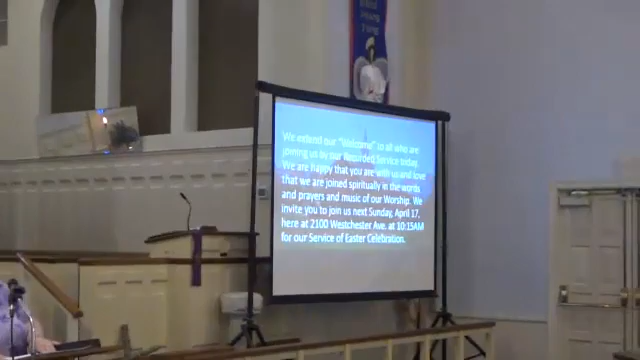 We extend our "Welcome" to all who are
joining us by our Recorded Service today.
We are happy that you are with us and love
that we are joined spiritually in the words
and prayers and music of our Worship. We
invite you to join us next Sunday, April 17,
here at 2100 Westchester Ave. at 10:15AM
for our Service of Easter Celebration.